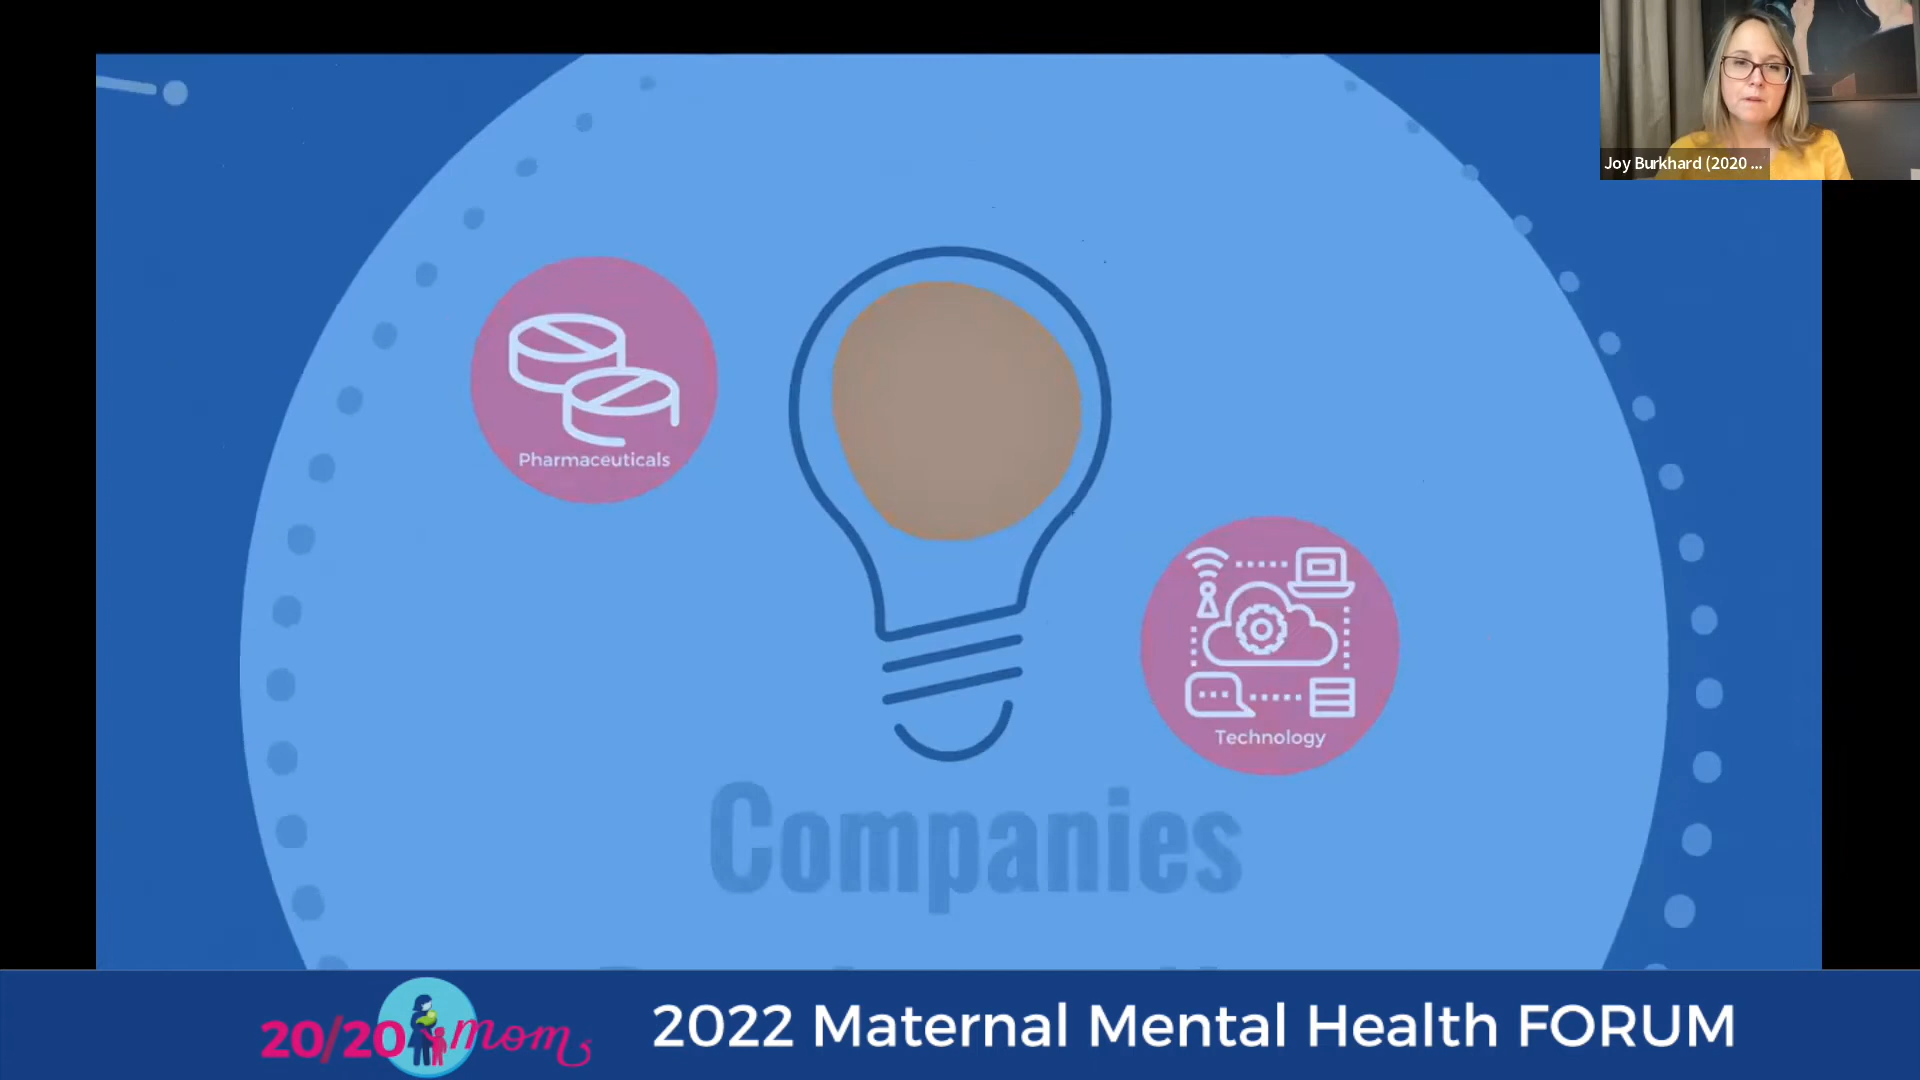 Joy Burkhard (2020 ...
Pharmaceuticals
Technology
Companies
20/20 mom
2022 Maternal Mental Health FORUM